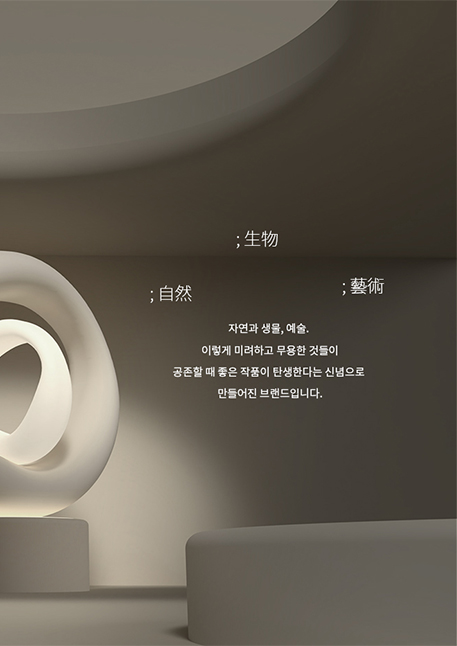 ; 生物
; 自然
; 藝術
자연과 생물, 예술.
이렇게 미려하고 무용한 것들이
공존할 때 좋은 작품이 탄생한다는 신념으로
만들어진 브랜드입니다.